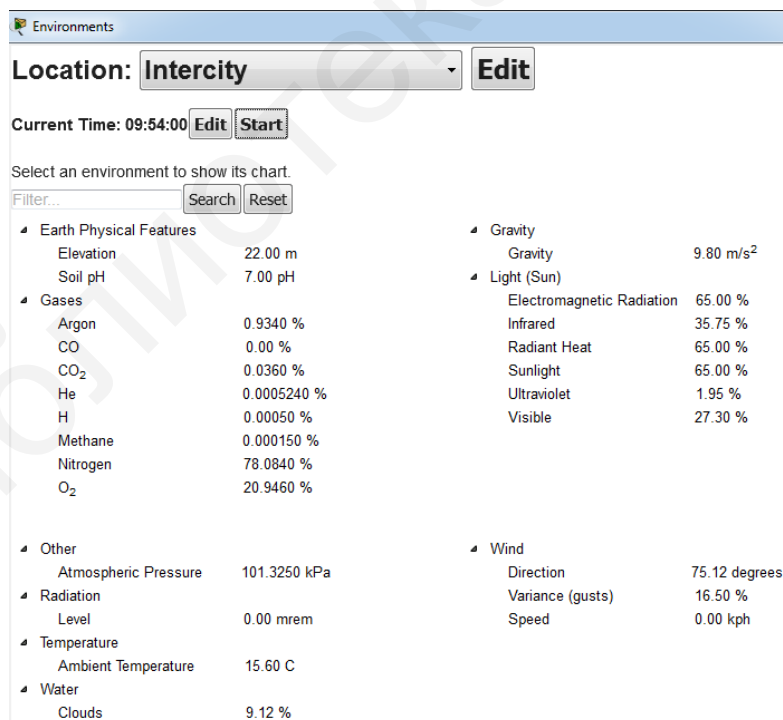 Environments
Location: Intercity Edit
Current Time: 09:54:00 Edit Start
Select an environment to show its chart.
Filter... Search Reset
Earth Physical Features
Elevation 22.00 m
Soil pH 7.00 pH
Gases
Argon 0.9340 %
CO 0.00 %
CO2 0.0360 %
He 0.0005240 %
H 0.00050 %
Methane 0.000150 %
Nitrogen 78.0840 %
O2 20.9460 %
Gravity
Gravity 9.80 m/s2
Light (Sun)
Electromagnetic Radiation 65.00 %
Infrared 35.75 %
Radiant Heat 65.00 %
Sunlight 65.00 %
Ultraviolet 1.95 %
Visible 27.30 %
Other
Atmospheric Pressure 101.3250 kPa
Radiation
Level 0.00 mrem
Temperature
Ambient Temperature 15.60 C
Water
Clouds 9.12 %
Wind
Direction 75.12 degrees
Variance (gusts) 16.50 %
Speed 0.00 kph